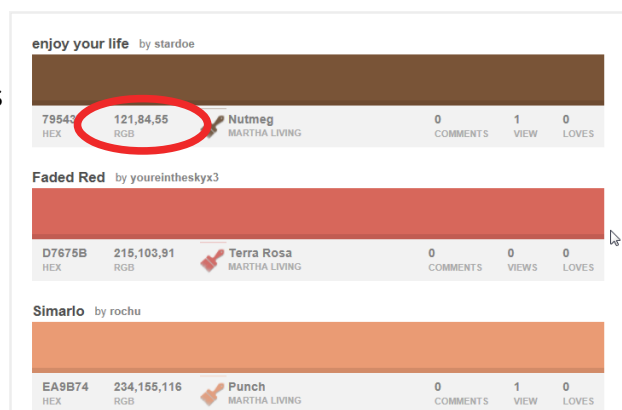 enjoy your life by stardoe
121,84,55 Nutmeg 0 1 0
HEX RGB MARTHA LIVING COMMENTS VIEW LOVES
Faded Red by youreintheskyx3
D7675B 215,103,91 Terra Rosa 0 0 0
HEX RGB MARTHA LIVING COMMENTS VIEWS LOVES
Simarlo by rochu
EA9B74 234,155,116 Punch 0 1 0
HEX RGB MARTHA LIVING COMMENTS VIEW LOVES